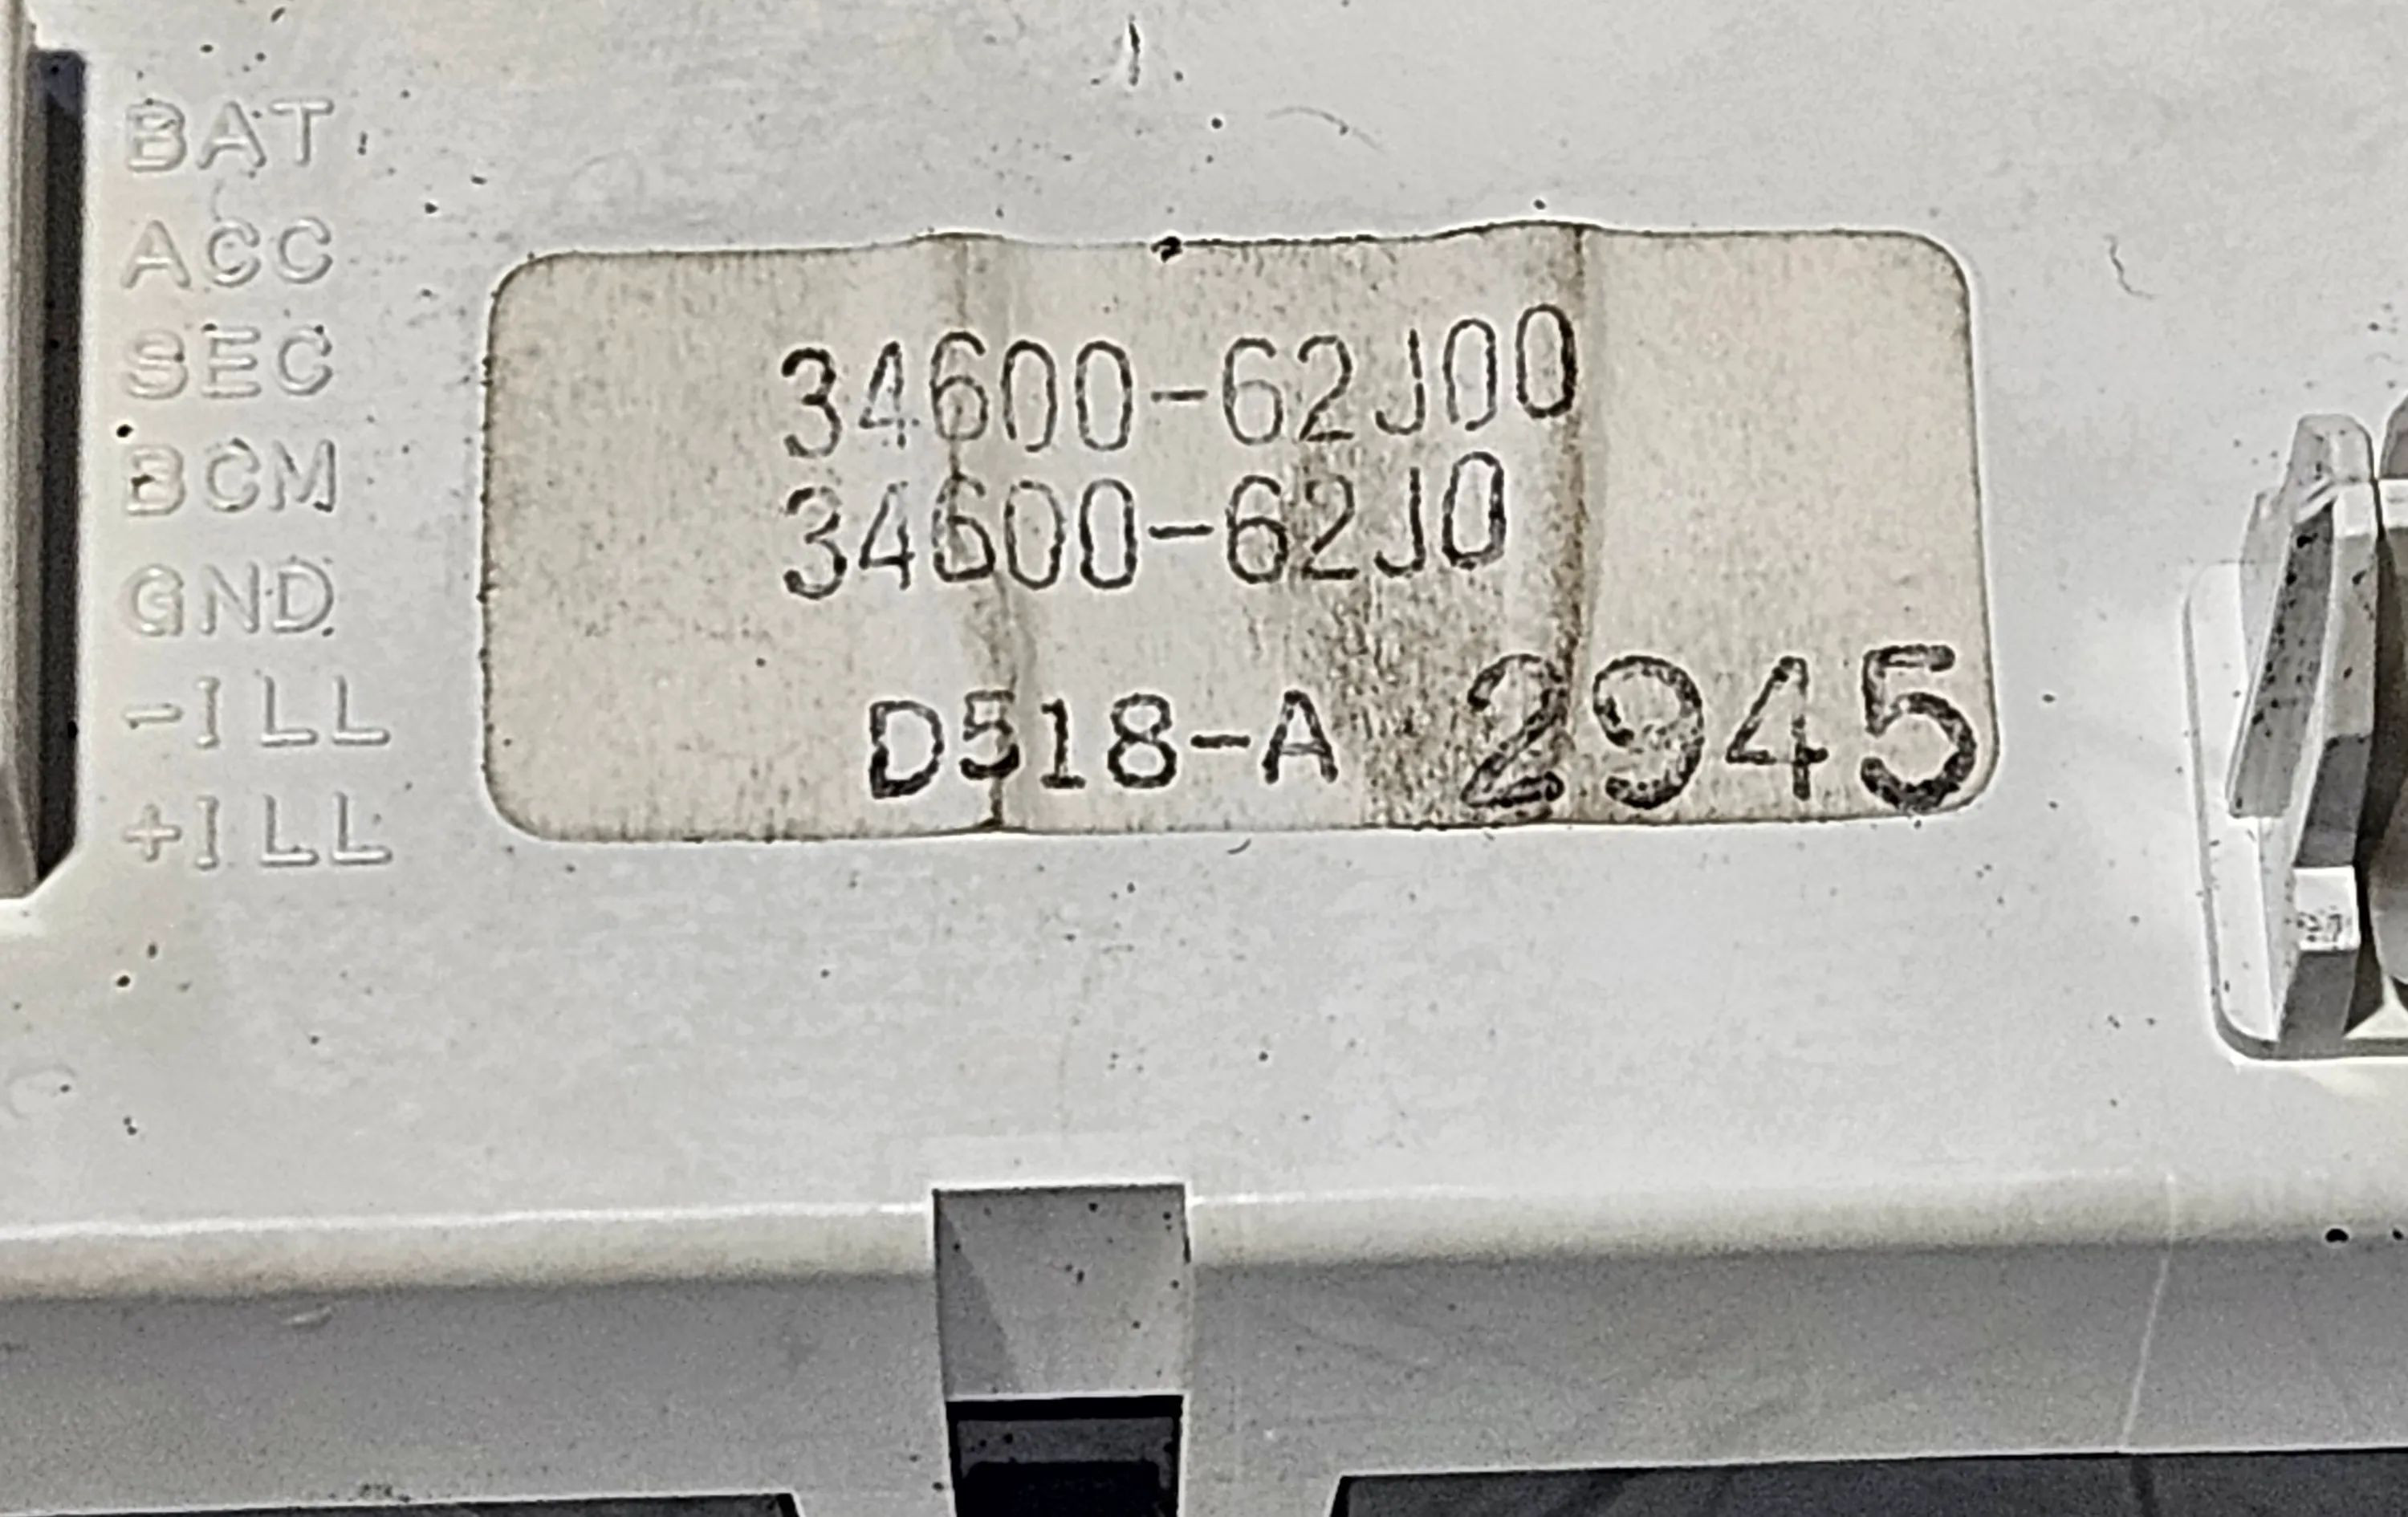 BAT
ACC
SEC
BCM
GND
-ILL
+ILL
34600-62J00
34600-62J0
D518-A 2945